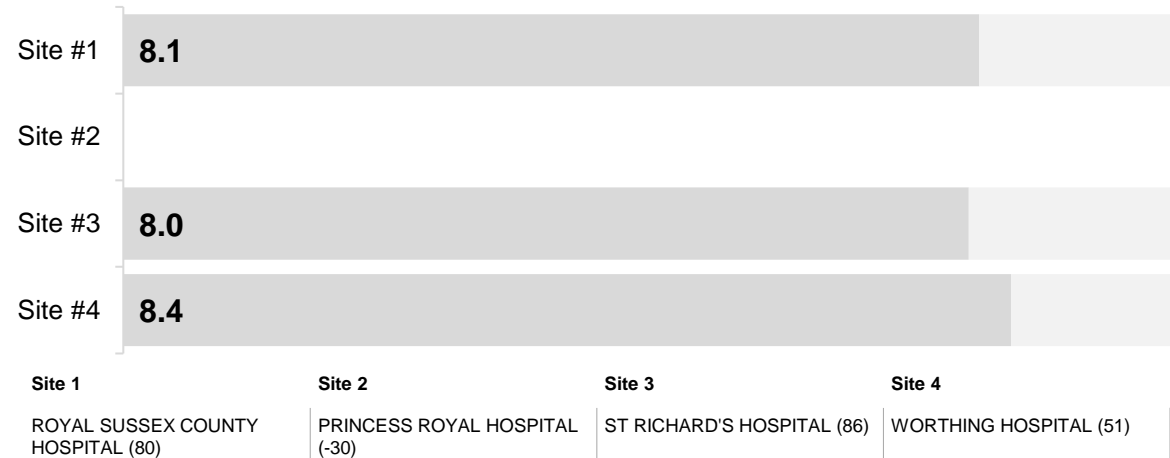 Site #1 8.1
Site #2
Site #3 8.0
Site #4 8.4
Site 1 Site 2 Site 3 Site 4
ROYAL SUSSEX COUNTY
HOSPITAL (80)
PRINCESS ROYAL HOSPITAL
(-30)
ST RICHARD'S HOSPITAL (86)
WORTHING HOSPITAL (51)